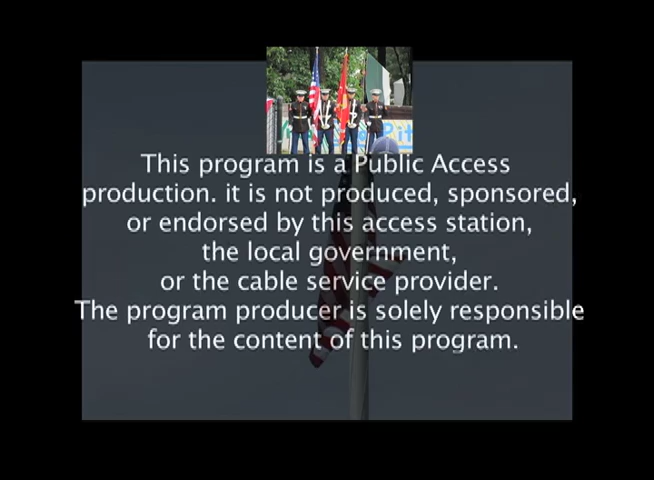 This program is a Public Access
production. it is not produced, sponsored,
or endorsed by this access station,
the local government,
or the cable service provider.
The program producer is solely responsible
for the content of this program.